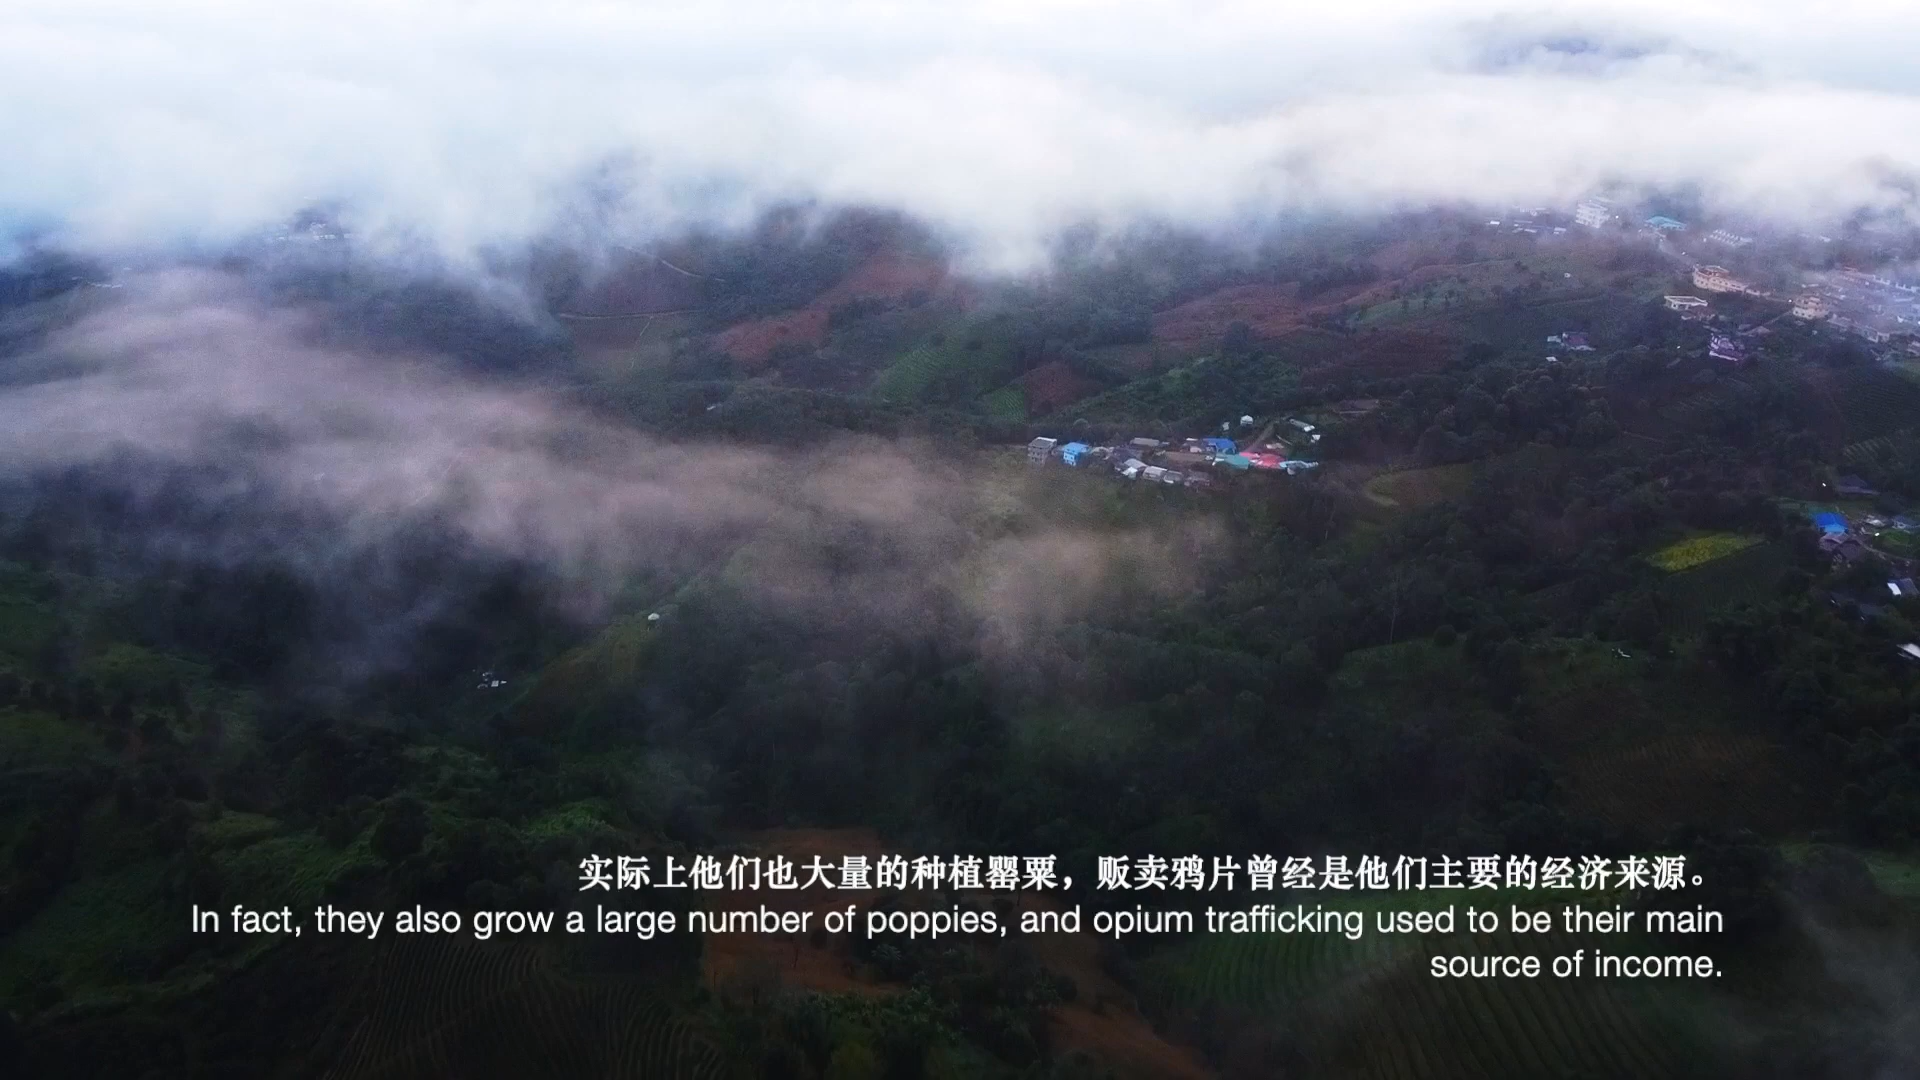 实际上他们也大量的种植罂粟，贩卖鸦片曾经是他们主要的经济来源。
In fact, they also grow a large number of poppies, and opium trafficking used to be their main
source of income.